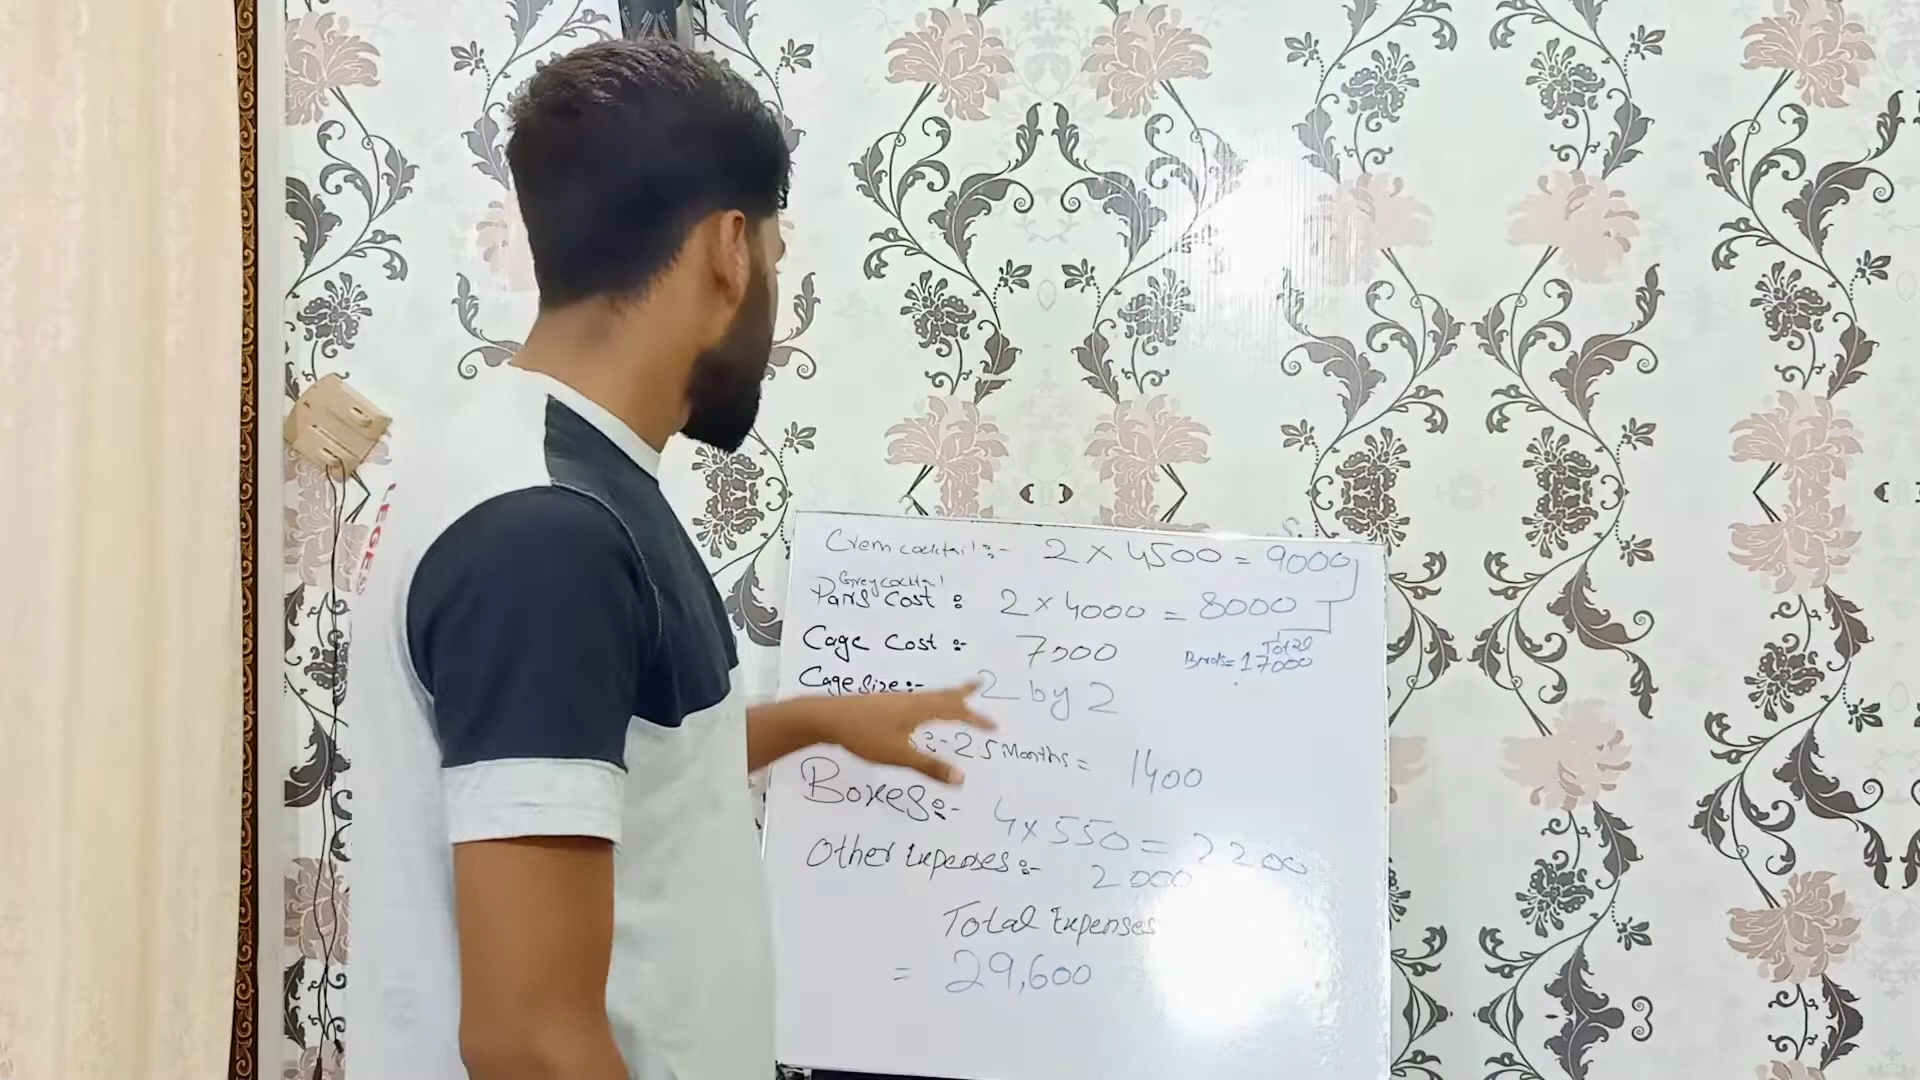 Crem cocktail :- 2 x 4500 = 9000
Grey cocktail
Pairs Cost : 2 x 4000 = 8000
Cage Cost :- 7000
Total
Birds = 17000
Cage Size :- 2 by 2
:- 2.5 Months = 1400
Boxes :- 4 x 550 = 2200
Other Expenses :- 2000
Total Expenses
= 29,600